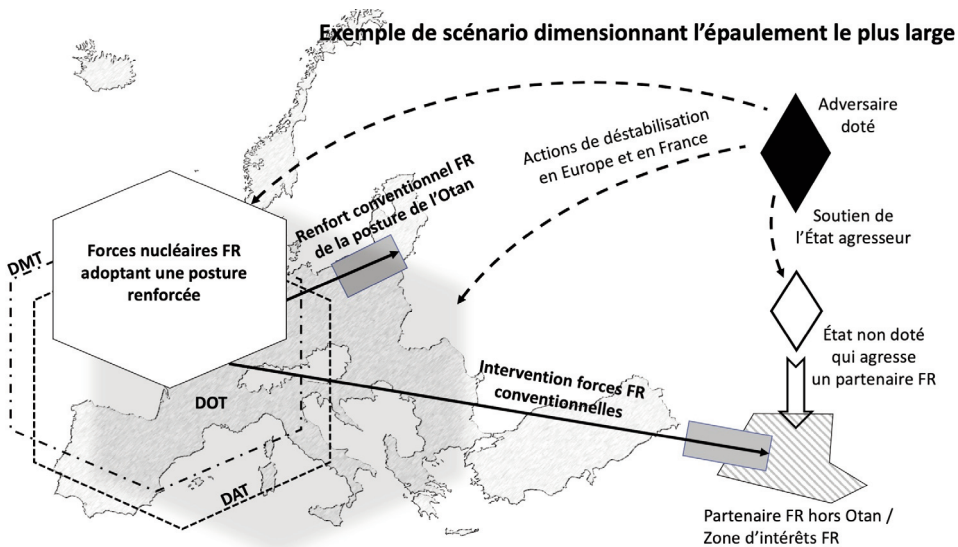 Exemple de scénario dimensionnant l'épaulement le plus large
Adversaire
doté
Actions de déstabilisation
en Europe et en France
Renfort conventionnel FR
de la posture de l'Otan
Soutien de
l'État agresseur
DMT
Forces nucléaires FR
adoptant une posture
renforcée
État non doté
qui agresse
un partenaire FR
Intervention forces FR
conventionnelles
DOT
DAT
Partenaire FR hors Otan /
Zone d'intérêts FR